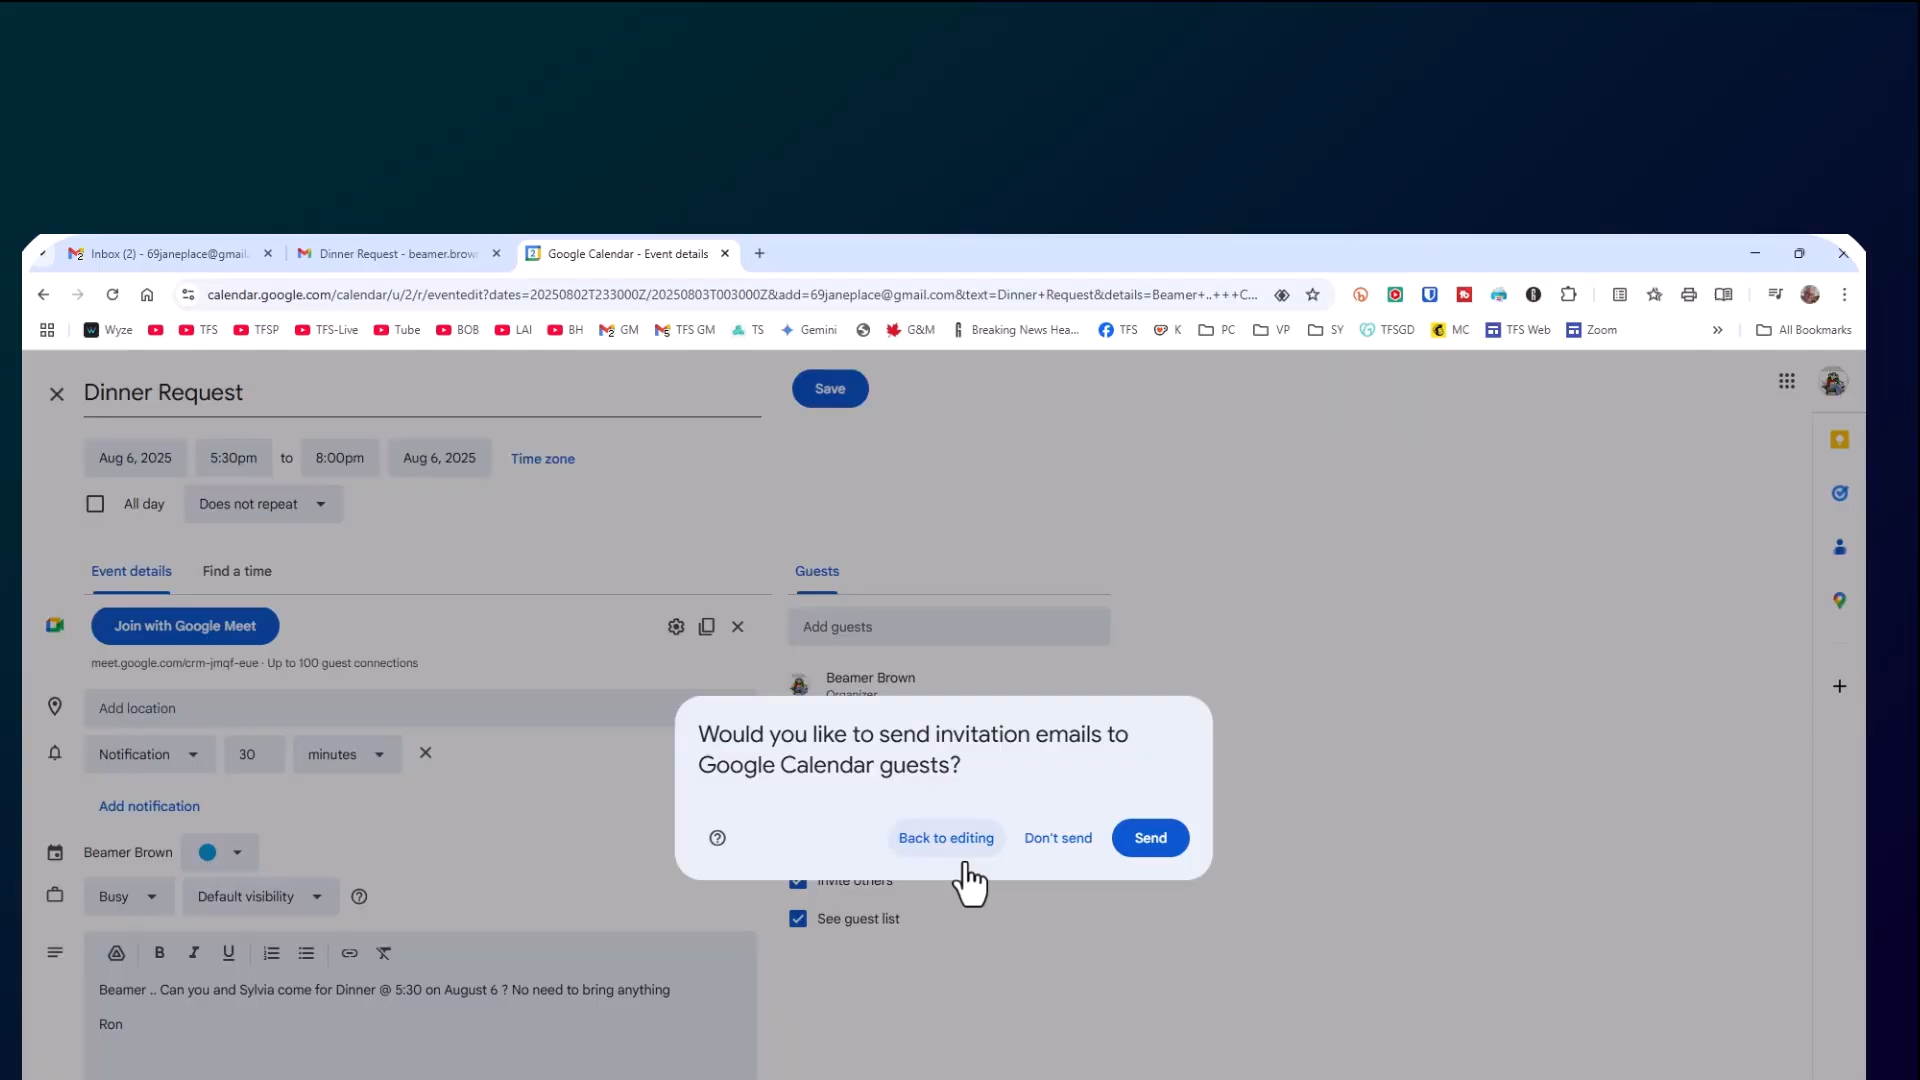 Inbox (2) - 69janeplace@gmail.
Dinner Request - beamer.brown
Google Calendar - Event details
calendar.google.com/calendar/u/2/r/eventedit?dates=20250802T233000Z/20250803T003000Z&add=69janeplace@gmail.com&text=Dinner+Request&details=Beamer+..+++C...
Wyze
TFS
TFSP
TFS-Live
Tube
BOB
LAI
BH
GM
TFS GM
TS
Gemini
G&M
Breaking News Hea...
TFS
K
PC
VP
SY
TFSGD
MC
TFS Web
Zoom
All Bookmarks
Dinner Request
Save
Aug 6, 2025 5:30pm to 8:00pm Aug 6, 2025 Time zone
All day Does not repeat
Event details Find a time
Guests
Join with Google Meet
Add guests
meet.google.com/crm-jmqf-eue · Up to 100 guest connections
Beamer Brown
Organizer
Add location
Would you like to send invitation emails to
Google Calendar guests?
Notification 30 minutes
Add notification
Back to editing Don't send Send
Beamer Brown
Invite others
Busy Default visibility
See guest list
B I U
Beamer .. Can you and Sylvia come for Dinner @ 5:30 on August 6 ? No need to bring anything
Ron